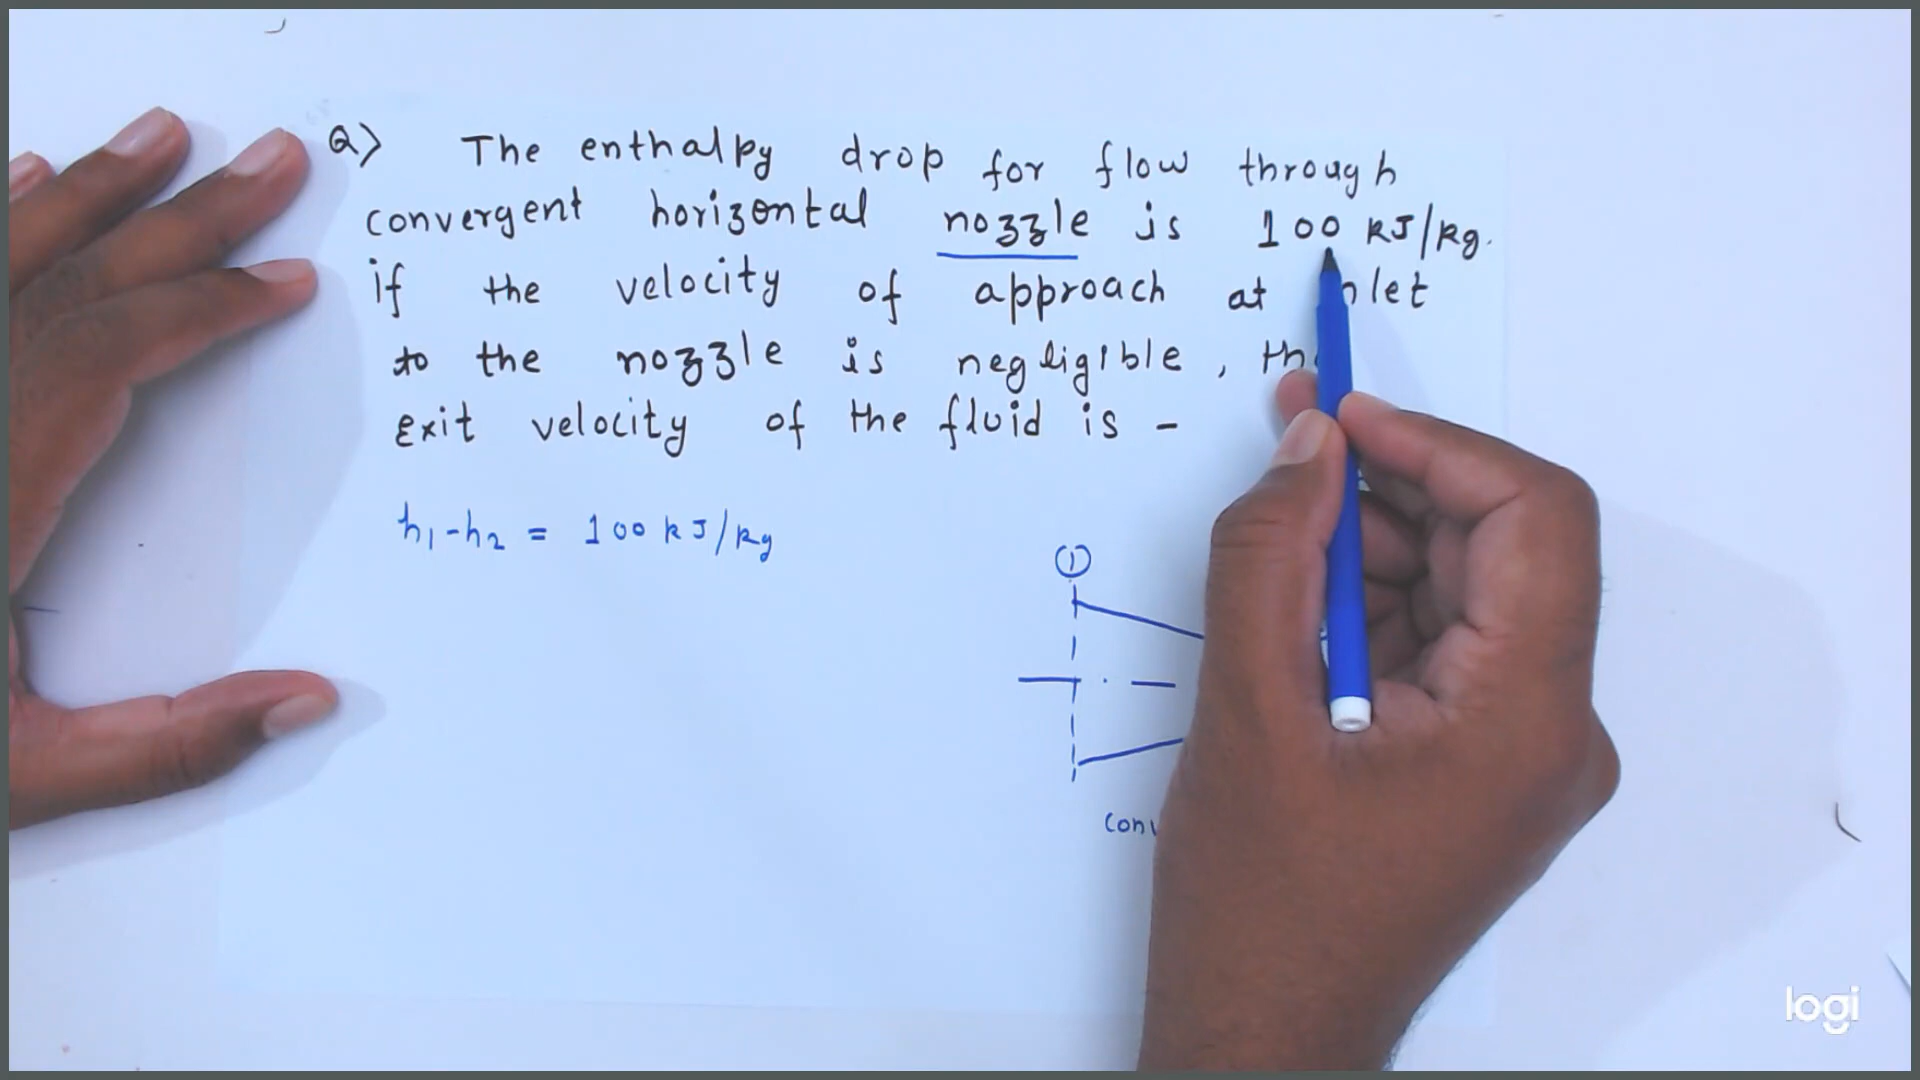 Q) The enthalpy drop for flow through
convergent horizontal nozzle is 100 kJ/kg.
if the velocity of approach at
to the nozzle is negligible,
exit velocity of the fluid is -
h1-h2 = 100 kJ/kg
1
logi